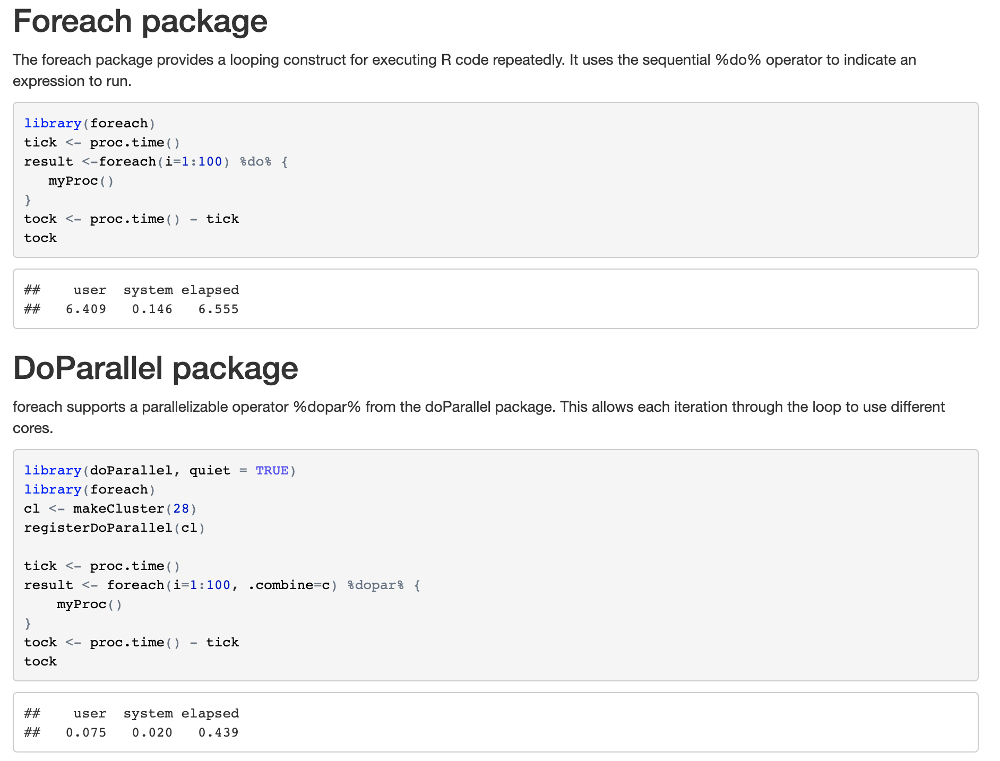 Foreach package
The foreach package provides a looping construct for executing R code repeatedly. It uses the sequential %do% operator to indicate an
expression to run.
library(foreach)
tick <- proc.time()
result <-foreach(i=1:100) %do% {
   myProc()
}
tock <- proc.time() - tick
tock
##    user  system elapsed
##   6.409   0.146   6.555
DoParallel package
foreach supports a parallelizable operator %dopar% from the doParallel package. This allows each iteration through the loop to use different
cores.
library(doParallel, quiet = TRUE)
library(foreach)
cl <- makeCluster(28)
registerDoParallel(cl)

tick <- proc.time()
result <- foreach(i=1:100, .combine=c) %dopar% {
    myProc()
}
tock <- proc.time() - tick
tock
##    user  system elapsed
##   0.075   0.020   0.439